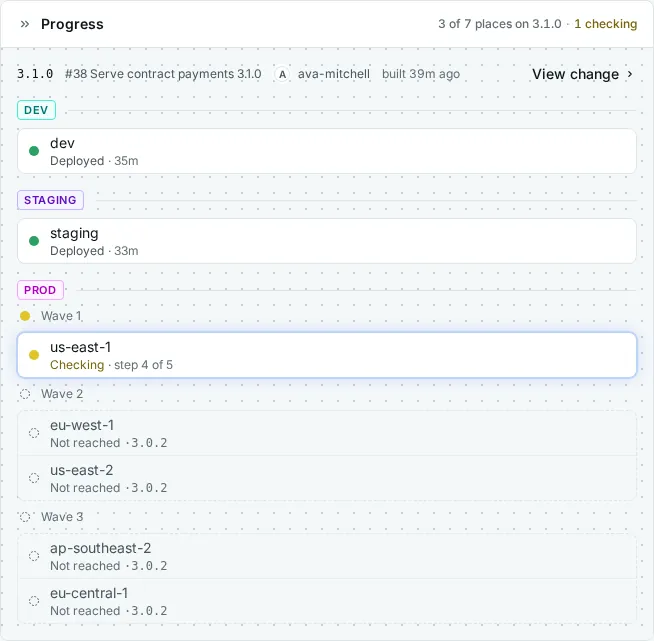 Progress
3 of 7 places on 3.1.0 · 1 checking
3.1.0 #38 Serve contract payments 3.1.0 A ava-mitchell built 39m ago View change
DEV
dev
Deployed · 35m
STAGING
staging
Deployed · 33m
PROD
Wave 1
us-east-1
Checking · step 4 of 5
Wave 2
eu-west-1
Not reached · 3.0.2
us-east-2
Not reached · 3.0.2
Wave 3
ap-southeast-2
Not reached · 3.0.2
eu-central-1
Not reached · 3.0.2